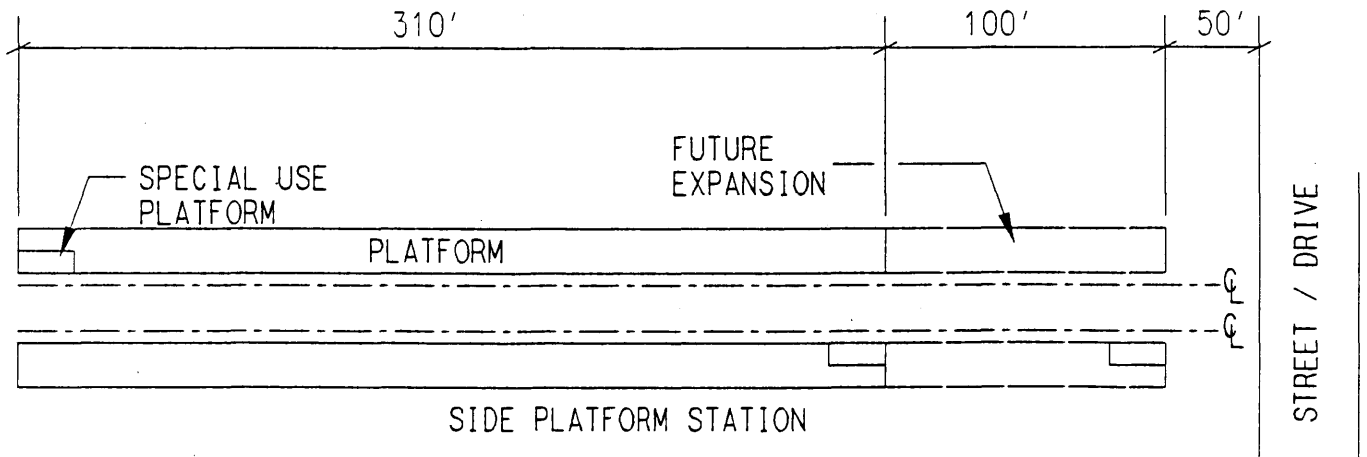 310'
100'
50'
SPECIAL USE
PLATFORM
FUTURE
EXPANSION
PLATFORM
℄
℄
STREET / DRIVE
SIDE PLATFORM STATION